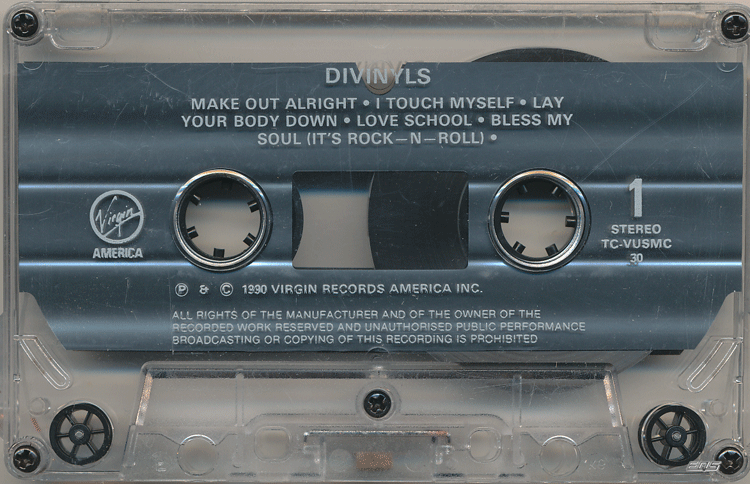 DIVINYLS
MAKE OUT ALRIGHT • I TOUCH MYSELF • LAY
YOUR BODY DOWN • LOVE SCHOOL • BLESS MY
SOUL (IT'S ROCK—N—ROLL) •
Virgin
AMERICA
1
STEREO
TC-VUSMC
30
Ⓟ & © 1990 VIRGIN RECORDS AMERICA INC.
ALL RIGHTS OF THE MANUFACTURER AND OF THE OWNER OF THE
RECORDED WORK RESERVED AND UNAUTHORISED PUBLIC PERFORMANCE
BROADCASTING OR COPYING OF THIS RECORDING IS PROHIBITED